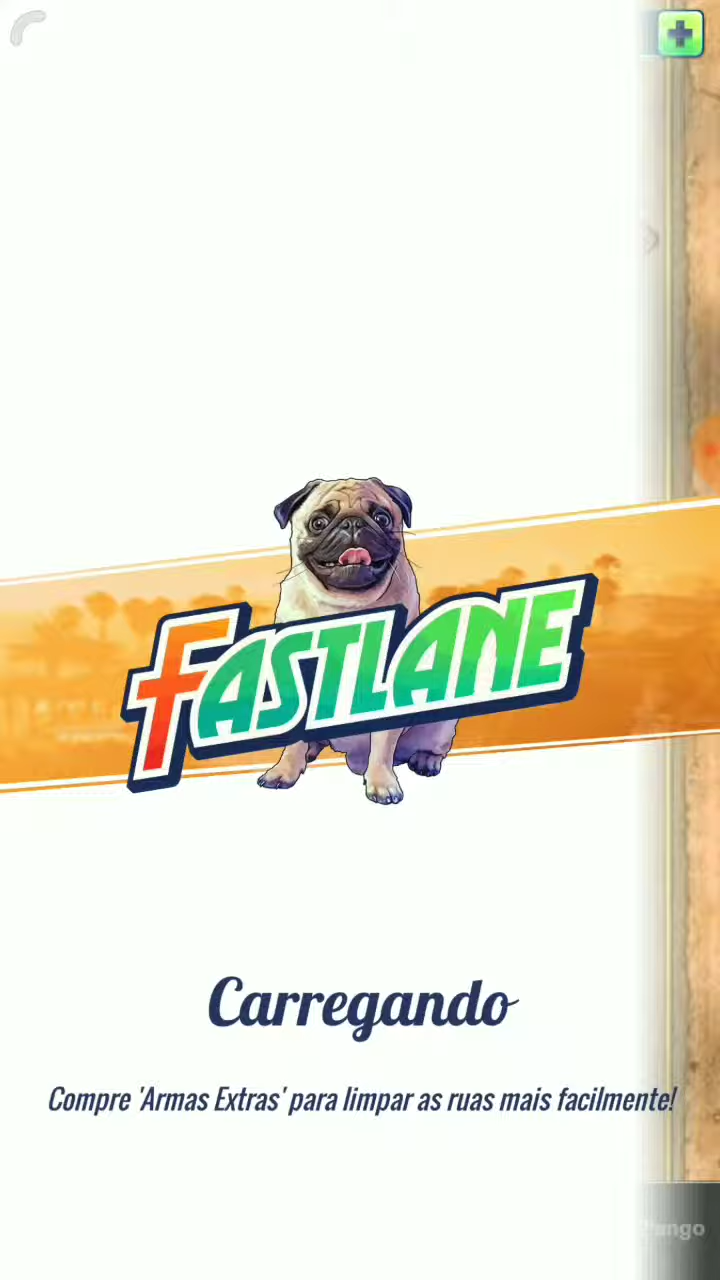 FASTLANE
Carregando
Compre 'Armas Extras' para limpar as ruas mais facilmente!